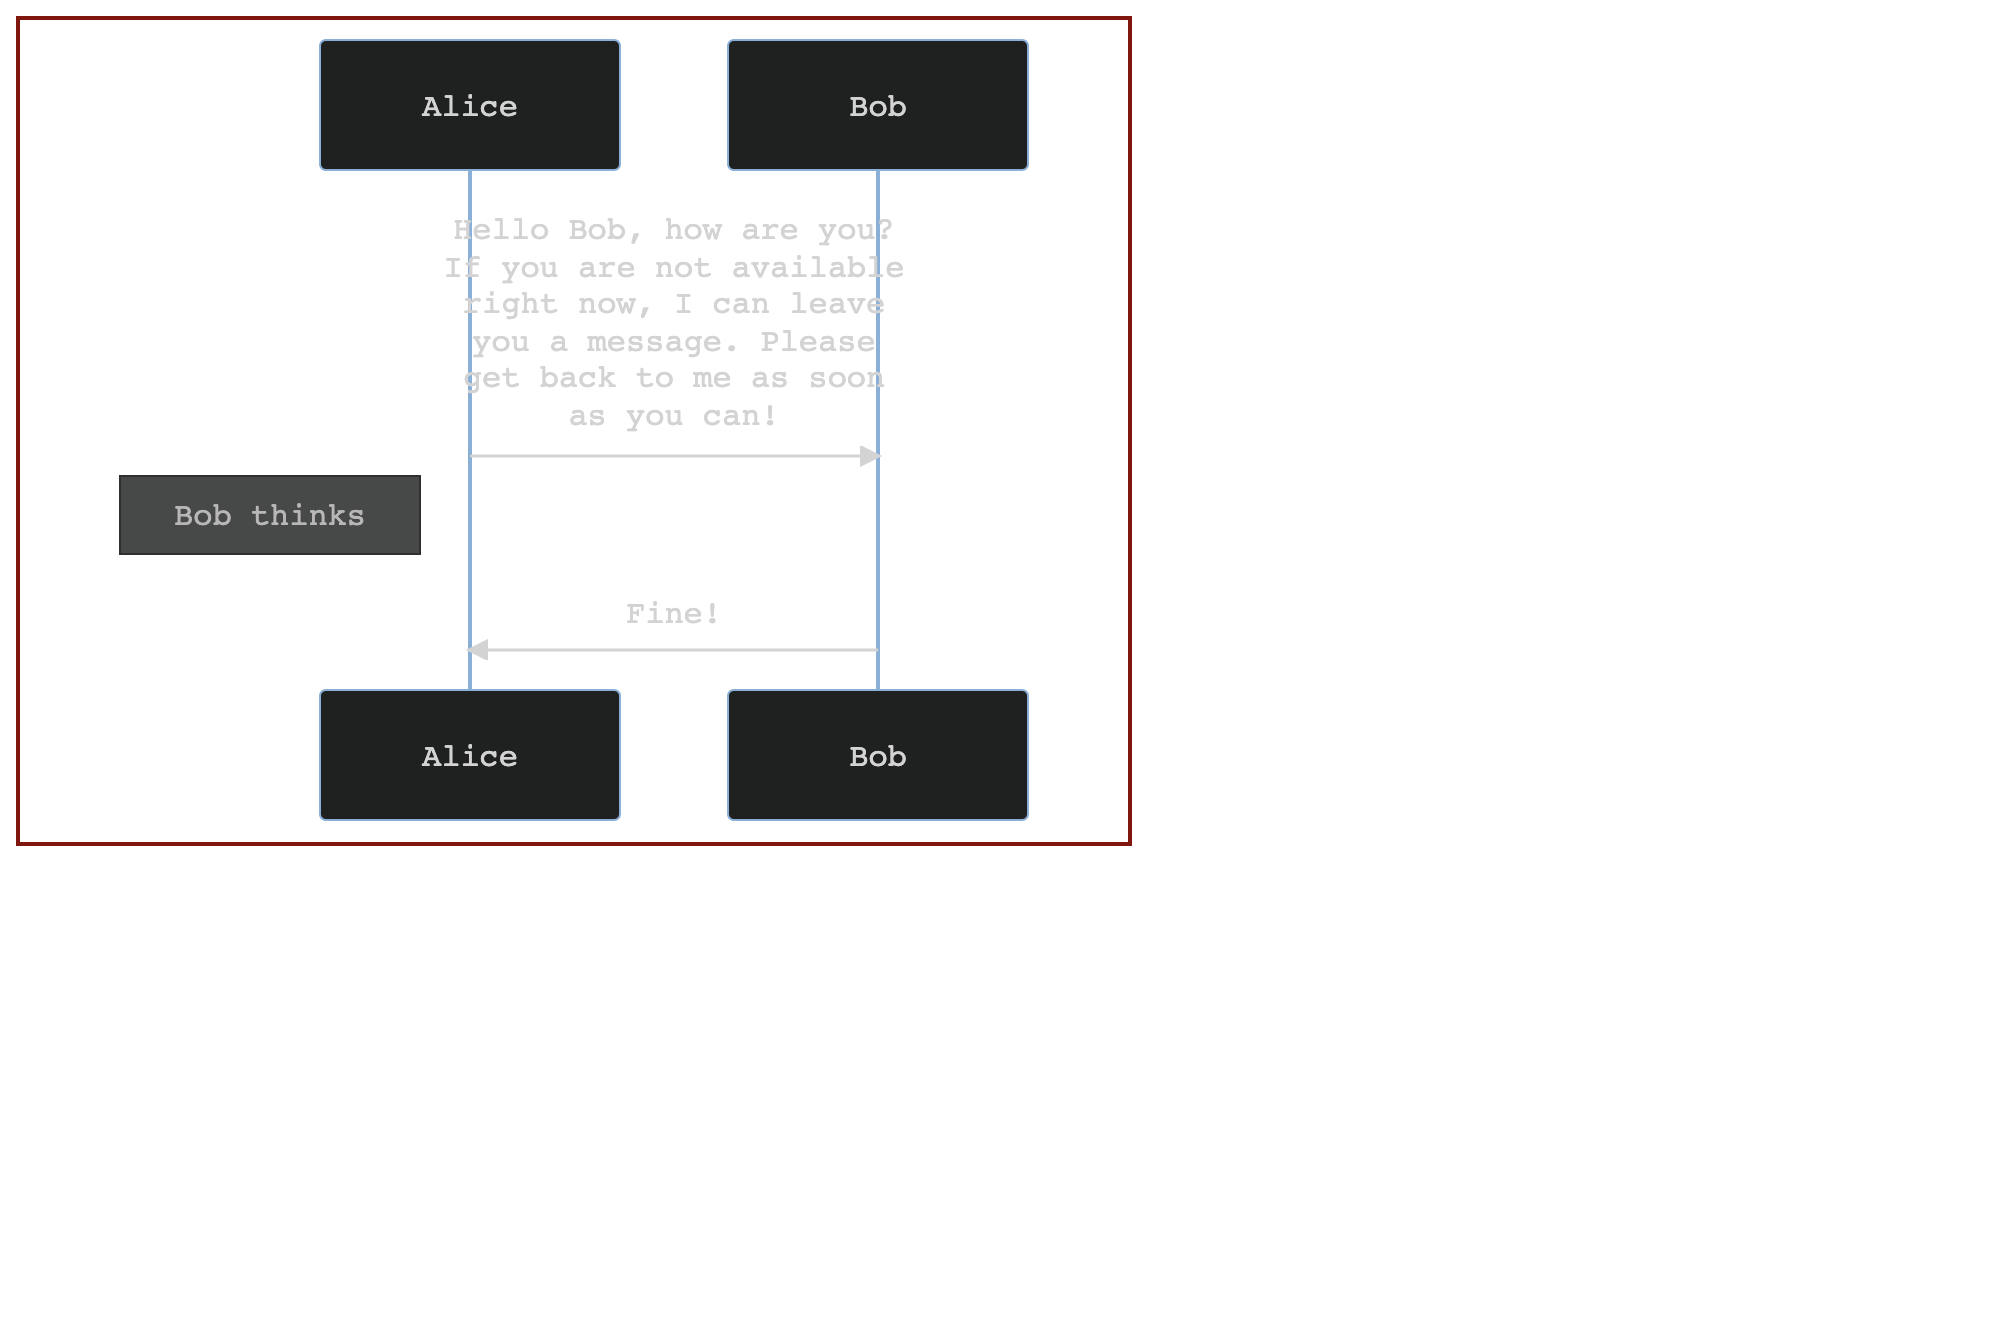 Alice
Bob
Hello Bob, how are you?
If you are not available
right now, I can leave
you a message. Please
get back to me as soon
as you can!
Bob thinks
Fine!
Alice
Bob